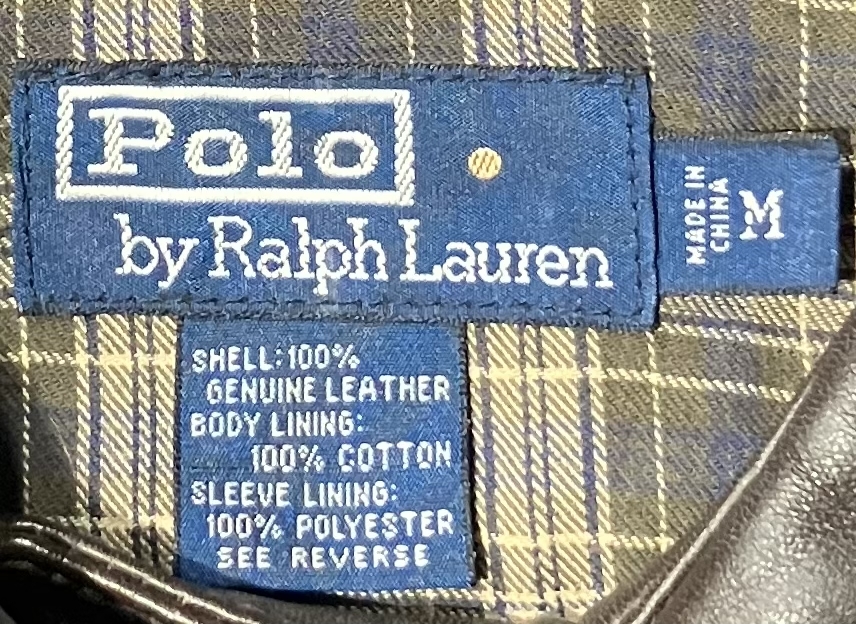 Polo
by Ralph Lauren
MADE IN
CHINA
M
SHELL: 100%
GENUINE LEATHER
BODY LINING:
100% COTTON
SLEEVE LINING:
100% POLYESTER
SEE REVERSE